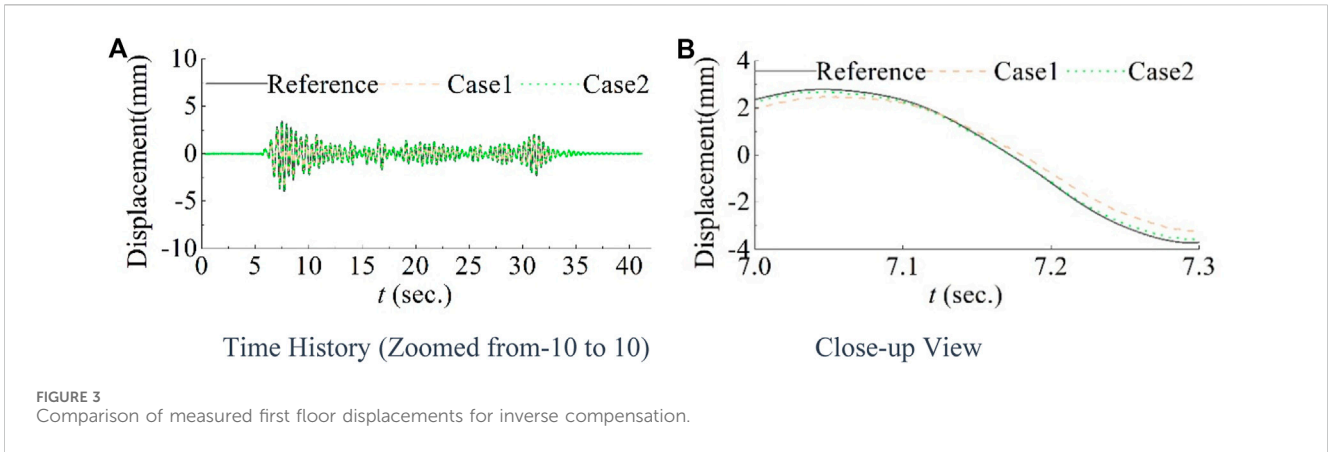 A
Displacement(mm)
10
5
0
-5
-10
Reference Case1 Case2
0 5 10 15 20 25 30 35 40
t (sec.)
Time History (Zoomed from-10 to 10)
B
Displacement(mm)
4
2
0
-2
-4
Reference Case1 Case2
7.0 7.1 7.2 7.3
t (sec.)
Close-up View
FIGURE 3
Comparison of measured first floor displacements for inverse compensation.